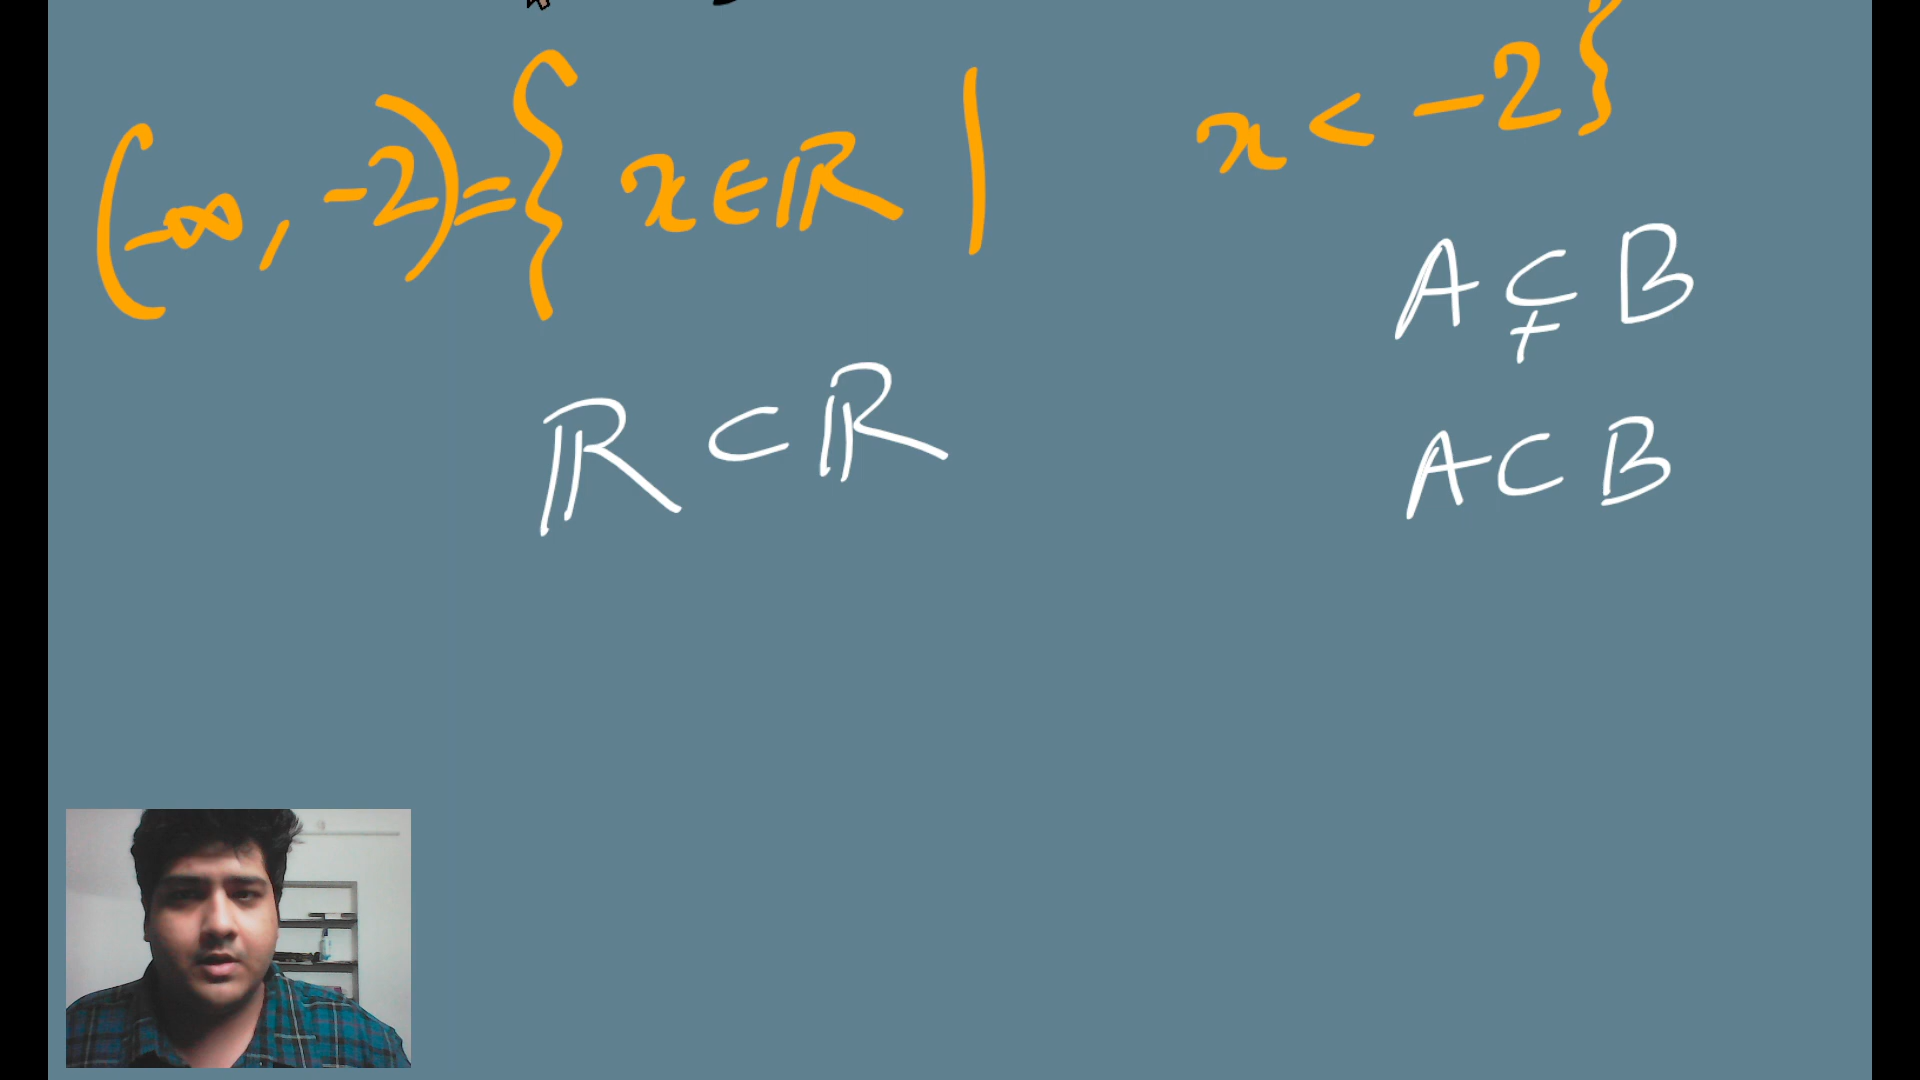 (-∞, -2) = { x ∈ ℝ | x < -2 }
A ⊊ B
ℝ ⊂ ℝ
A ⊂ B